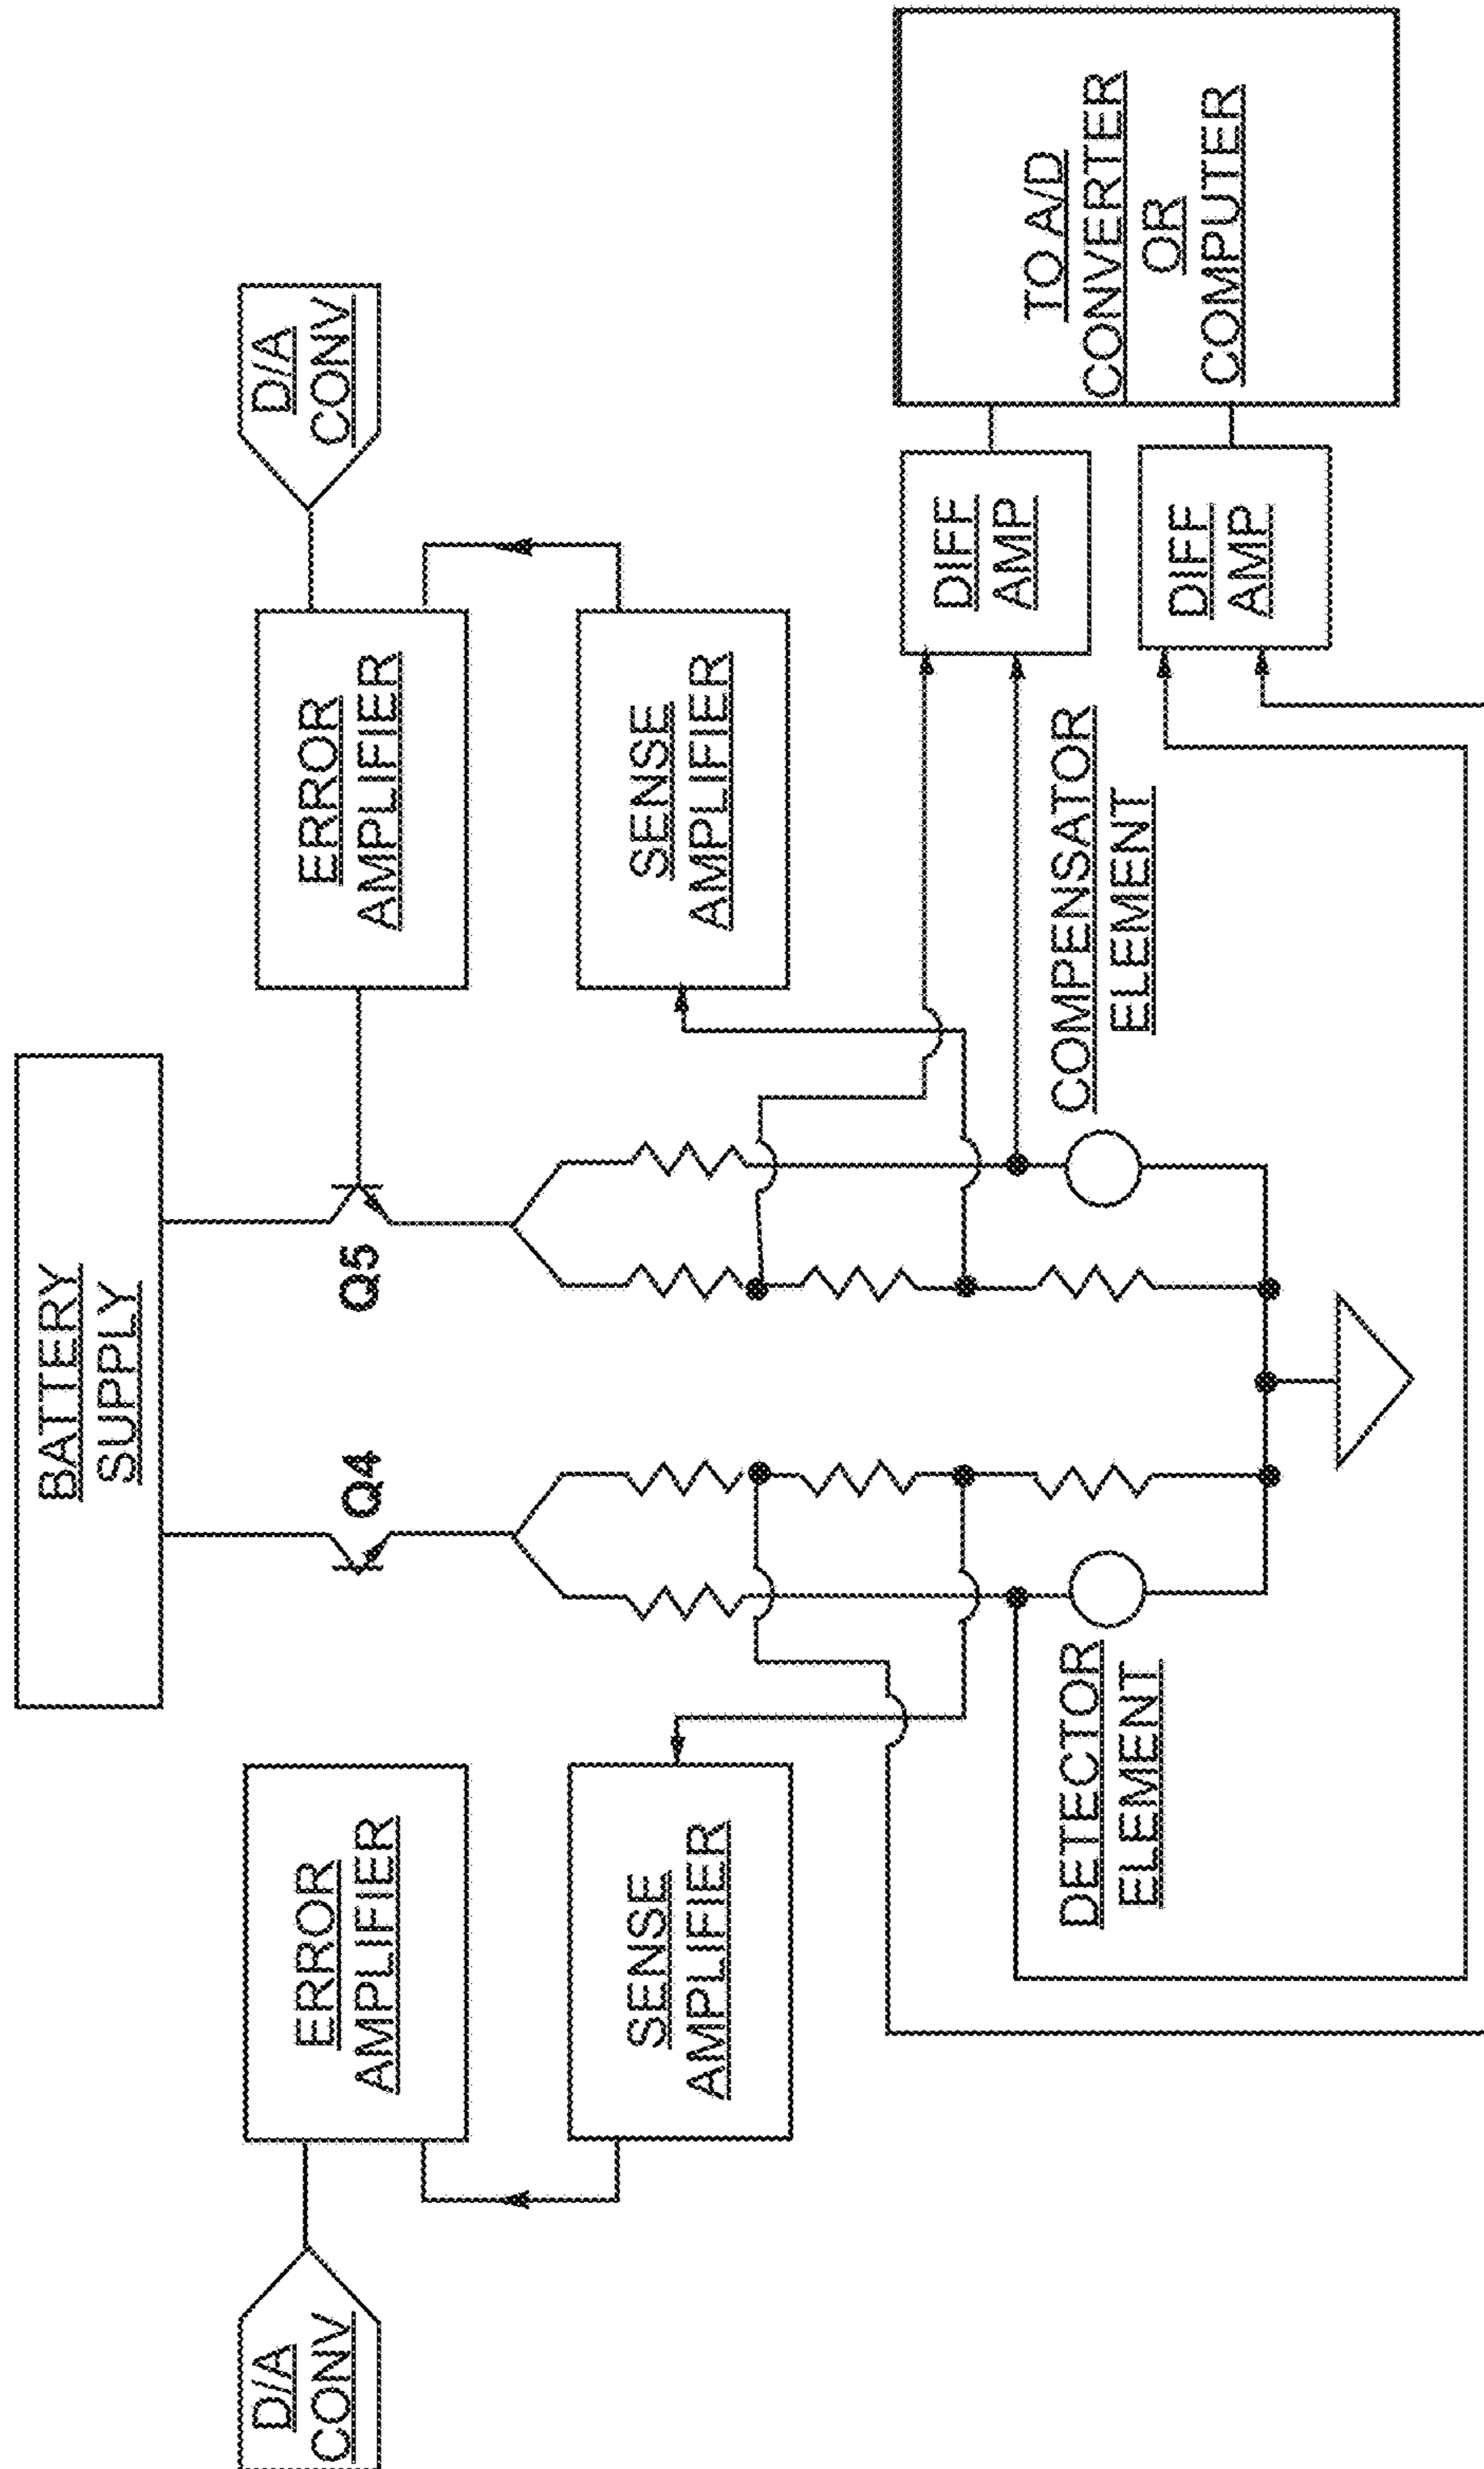 BATTERY
SUPPLY
D/A
CONV
ERROR
AMPLIFIER
Q4
Q5
ERROR
AMPLIFIER
D/A
CONV
SENSE
AMPLIFIER
SENSE
AMPLIFIER
DETECTOR
ELEMENT
COMPENSATOR
ELEMENT
DIFF
AMP
DIFF
AMP
TO A/D
CONVERTER
OR
COMPUTER